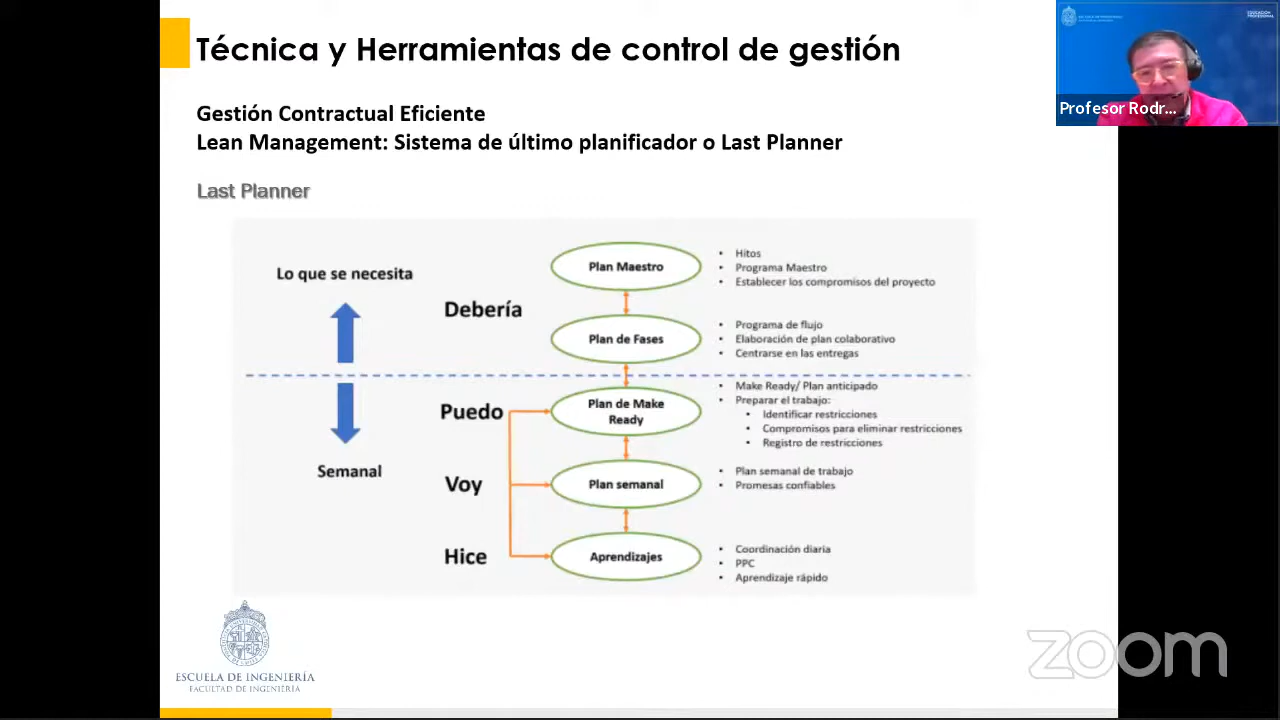 Técnica y Herramientas de control de gestión
Gestión Contractual Eficiente
Lean Management: Sistema de último planificador o Last Planner
Last Planner
Lo que se necesita
Semanal
Debería
Puedo
Voy
Hice
Plan Maestro
• Hitos
• Programa Maestro
• Establecer los compromisos del proyecto
Plan de Fases
• Programa de flujo
• Elaboración de plan colaborativo
• Centrarse en las entregas
Plan de Make
Ready
• Make Ready/ Plan anticipado
• Preparar el trabajo:
• Identificar restricciones
• Compromisos para eliminar restricciones
• Registro de restricciones
Plan semanal
• Plan semanal de trabajo
• Promesas confiables
Aprendizajes
• Coordinación diaria
• PPC
• Aprendizaje rápido
ESCUELA DE INGENIERÍA
FACULTAD DE INGENIERÍA
Profesor Rodr...
zoom